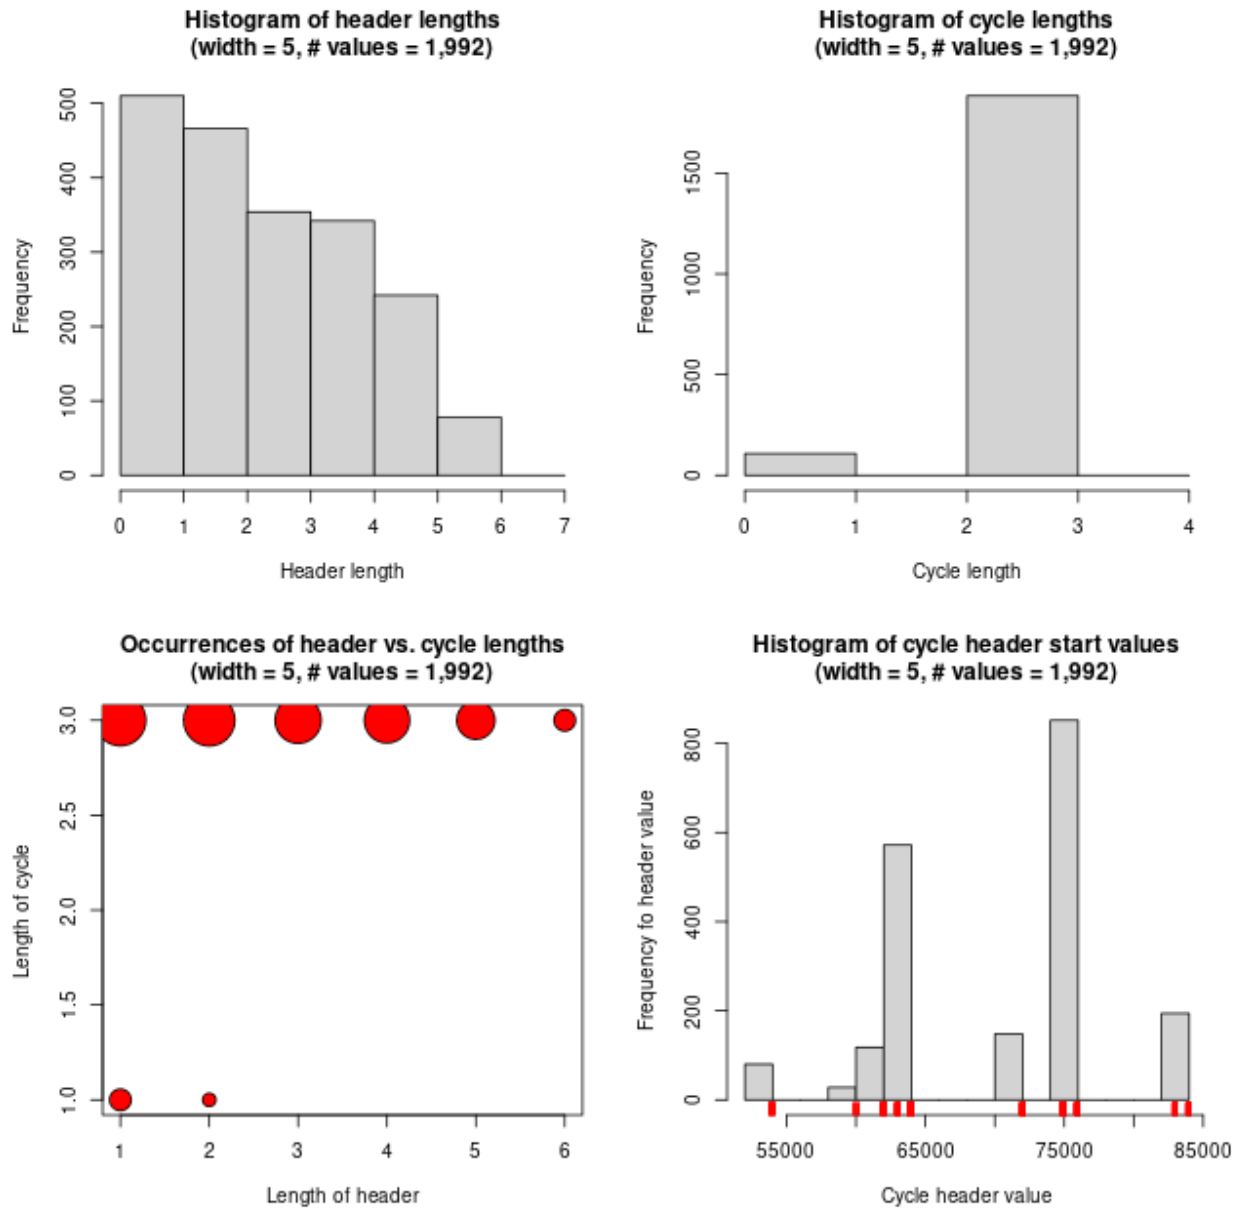 Histogram of header lengths
(width = 5, # values = 1,992)
Frequency
500
400
300
200
100
0
0 1 2 3 4 5 6 7
Header length
Histogram of cycle lengths
(width = 5, # values = 1,992)
Frequency
1500
1000
500
0
0 1 2 3 4
Cycle length
Occurrences of header vs. cycle lengths
(width = 5, # values = 1,992)
Length of cycle
3.0
2.5
2.0
1.5
1.0
1 2 3 4 5 6
Length of header
Histogram of cycle header start values
(width = 5, # values = 1,992)
Frequency fo header value
800
600
400
200
0
55000 65000 75000 85000
Cycle header value